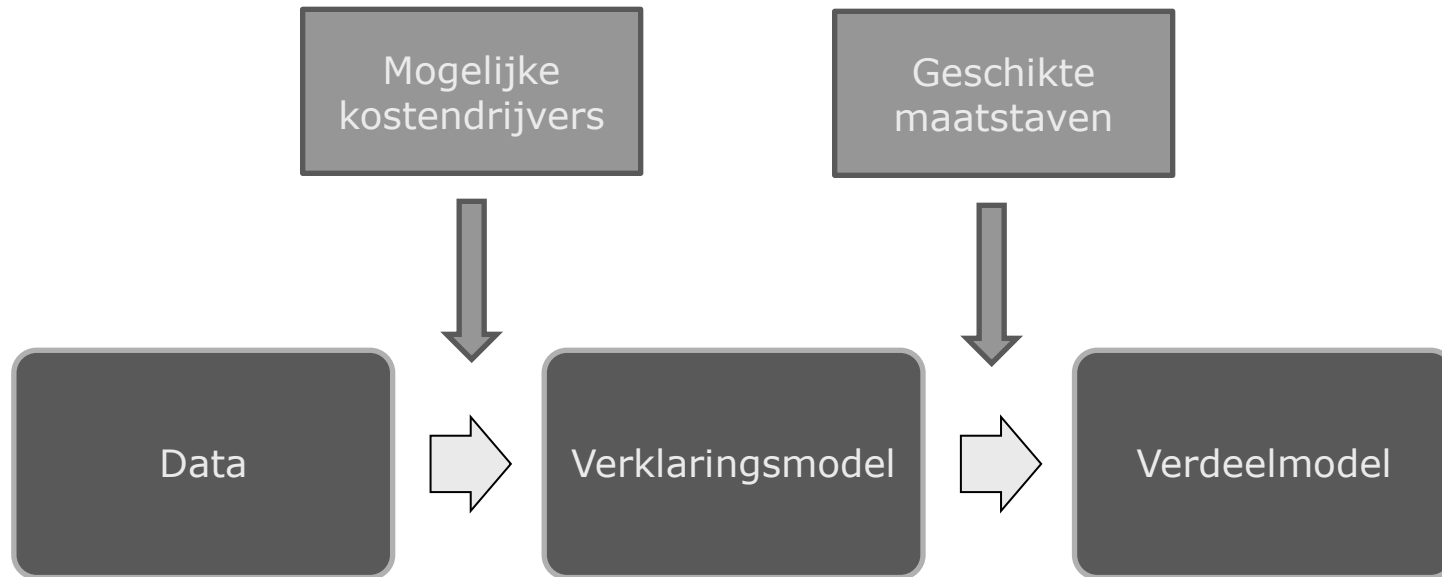 Mogelijke
kostendrijvers
Geschikte
maatstaven
Data
Verklaringsmodel
Verdeelmodel